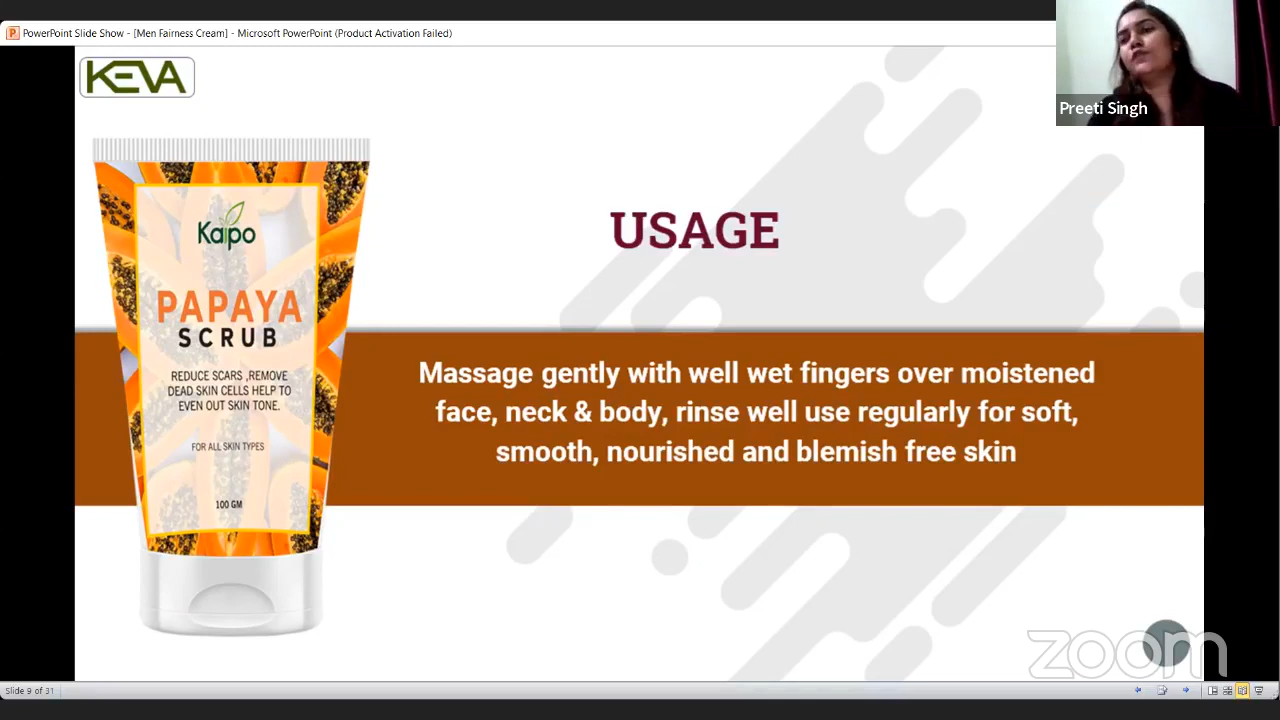 PowerPoint Slide Show - [Men Fairness Cream] - Microsoft PowerPoint (Product Activation Failed)
KEVA
Preeti Singh
USAGE
Kaipo
PAPAYA
SCRUB
REDUCE SCARS ,REMOVE
DEAD SKIN CELLS HELP TO
EVEN OUT SKIN TONE.
FOR ALL SKIN TYPES
100 GM
Massage gently with well wet fingers over moistened
face, neck & body, rinse well use regularly for soft,
smooth, nourished and blemish free skin
zoom
Slide 9 of 31